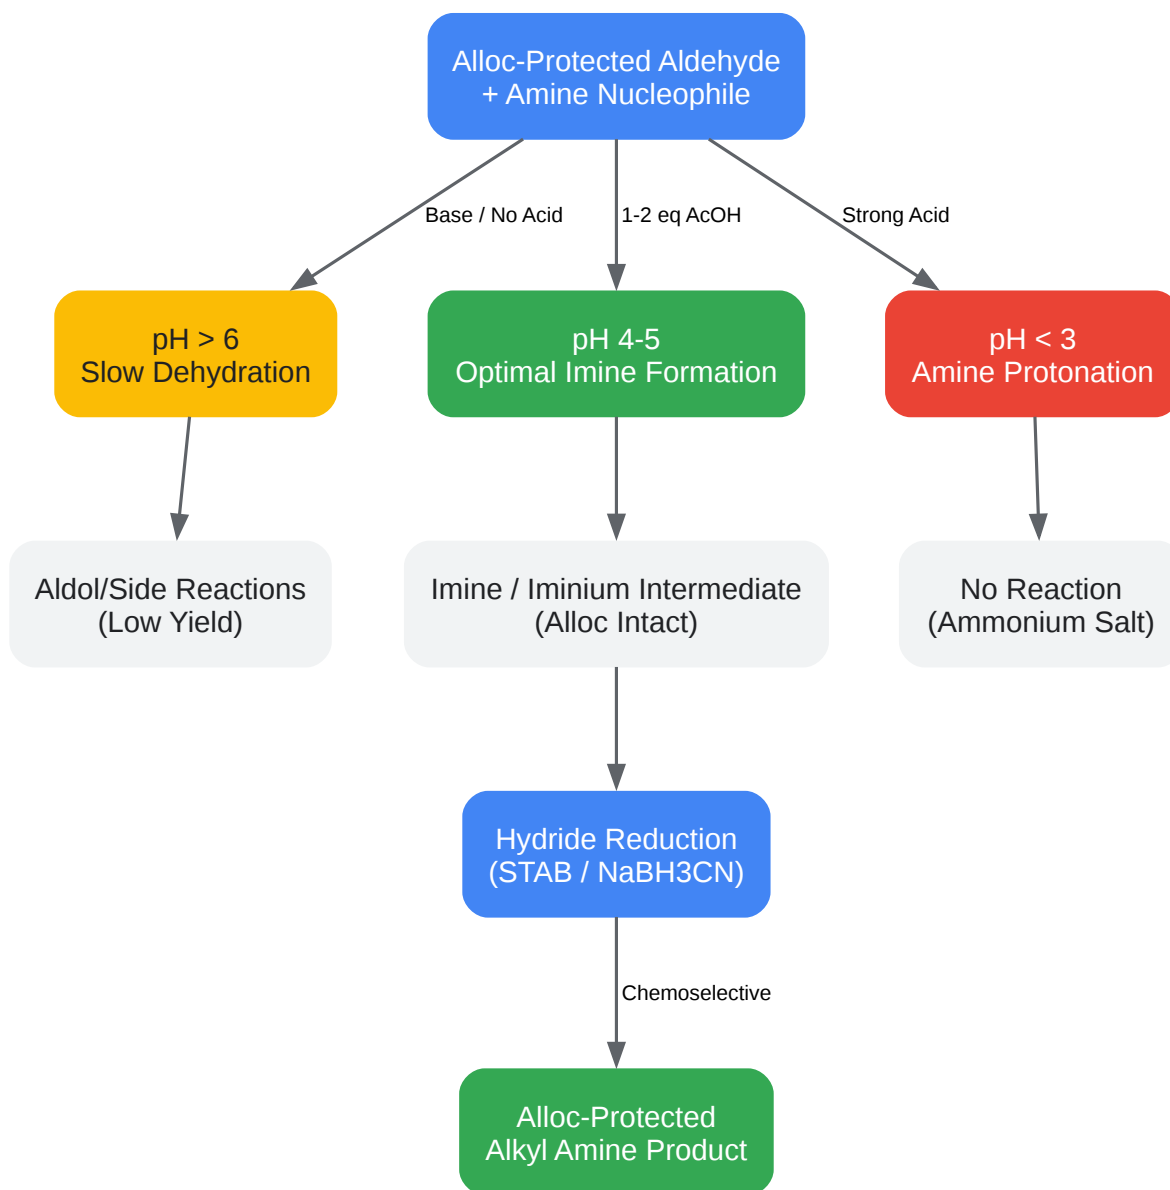 Alloc-Protected Aldehyde
+ Amine Nucleophile
Base / No Acid
1-2 eq AcOH
Strong Acid
pH > 6
Slow Dehydration
pH 4-5
Optimal Imine Formation
pH < 3
Amine Protonation
Aldol/Side Reactions
(Low Yield)
Imine / Iminium Intermediate
(Alloc Intact)
No Reaction
(Ammonium Salt)
Hydride Reduction
(STAB / NaBH3CN)
Chemoselective
Alloc-Protected
Alkyl Amine Product